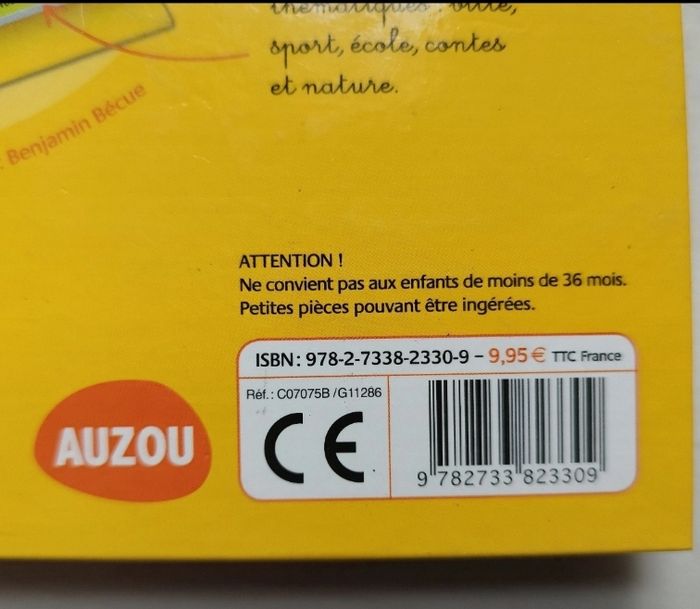 thématiques : ville,
sport, école, contes
et nature.
: Benjamin Bécue
ATTENTION !
Ne convient pas aux enfants de moins de 36 mois.
Petites pièces pouvant être ingérées.
ISBN : 978-2-7338-2330-9 – 9,95 € TTC France
Réf. : C07075B /G11286
CE
AUZOU
9 782733 823309